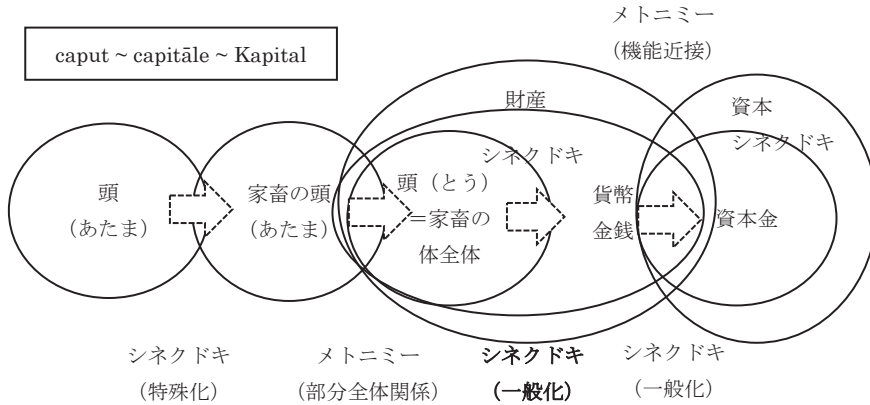 メトニミー
（機能近接）
caput ~ capitāle ~ Kapital
財産
資本
シネクドキ
シネクドキ
頭
（あたま）
家畜の頭
（あたま）
頭（とう）
＝家畜の
体全体
貨幣
金銭
資本金
シネクドキ
（特殊化）
メトニミー
（部分全体関係）
シネクドキ
（一般化）
シネクドキ
（一般化）